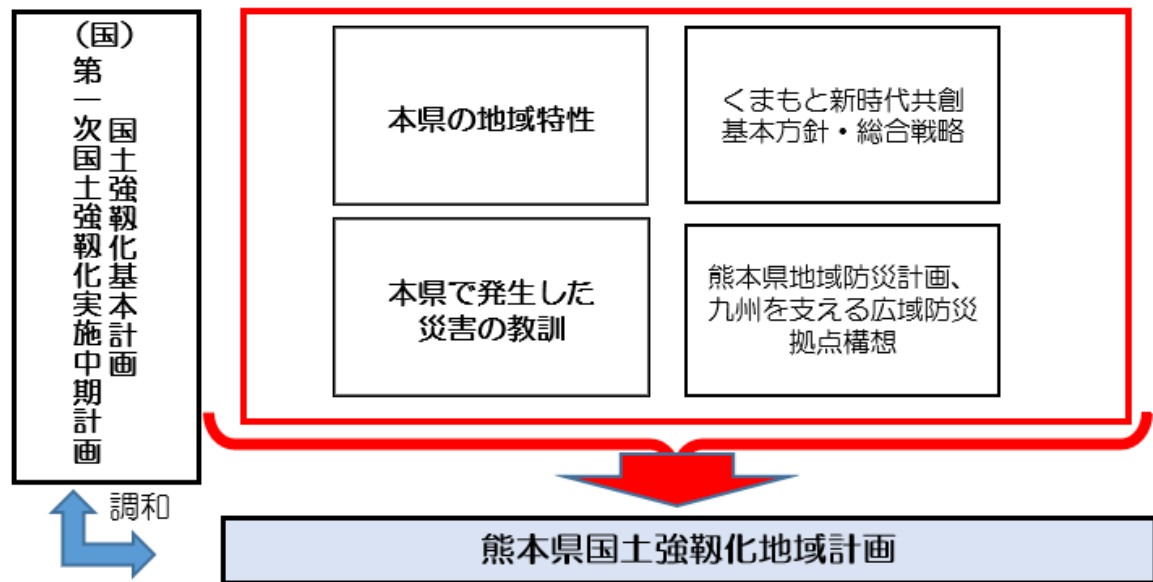 （国）
国土強靱化基本計画
第一次国土強靱化実施中期計画
本県の地域特性
くまもと新時代共創
基本方針・総合戦略
本県で発生した
災害の教訓
熊本県地域防災計画、
九州を支える広域防災
拠点構想
調和
熊本県国土強靱化地域計画